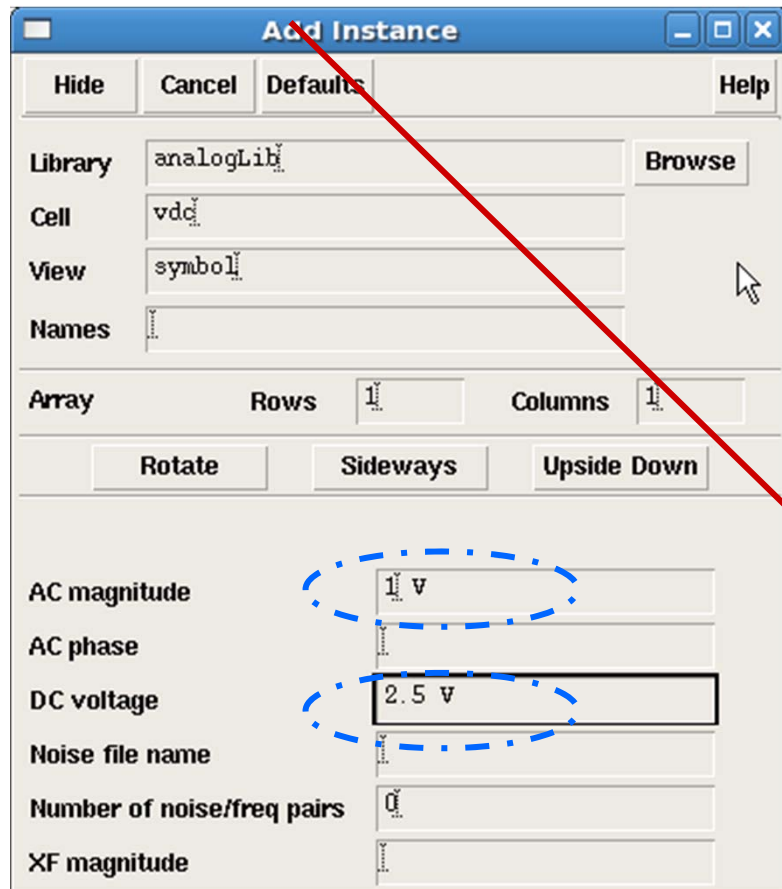 Add Instance
Hide Cancel Defaults Help
Library analogLib Browse
Cell vdc
View symbol
Names
Array Rows 1 Columns 1
Rotate Sideways Upside Down
AC magnitude 1 V
AC phase
DC voltage 2.5 V
Noise file name
Number of noise/freq pairs 0
XF magnitude